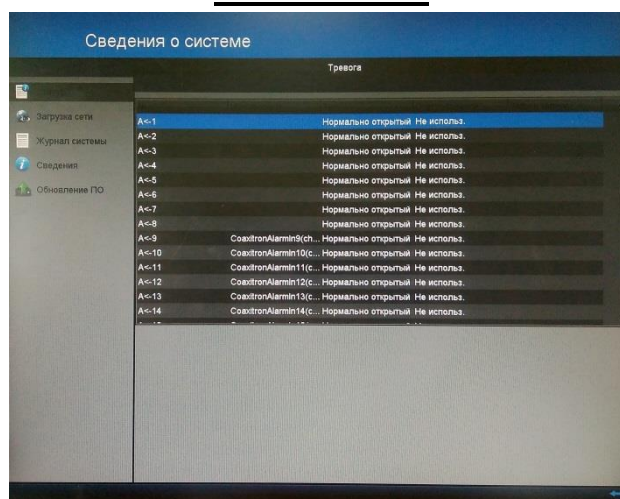 Сведения о системе
Тревога
Загрузка сети
Журнал системы
Сведения
Обновление ПО
A<-1 Нормально открытый Не использ.
A<-2 Нормально открытый Не использ.
A<-3 Нормально открытый Не использ.
A<-4 Нормально открытый Не использ.
A<-5 Нормально открытый Не использ.
A<-6 Нормально открытый Не использ.
A<-7 Нормально открытый Не использ.
A<-8 Нормально открытый Не использ.
A<-9 CoaxitronAlarmIn9(ch... Нормально открытый Не использ.
A<-10 CoaxitronAlarmIn10(c... Нормально открытый Не использ.
A<-11 CoaxitronAlarmIn11(c... Нормально открытый Не использ.
A<-12 CoaxitronAlarmIn12(c... Нормально открытый Не использ.
A<-13 CoaxitronAlarmIn13(c... Нормально открытый Не использ.
A<-14 CoaxitronAlarmIn14(c... Нормально открытый Не использ.